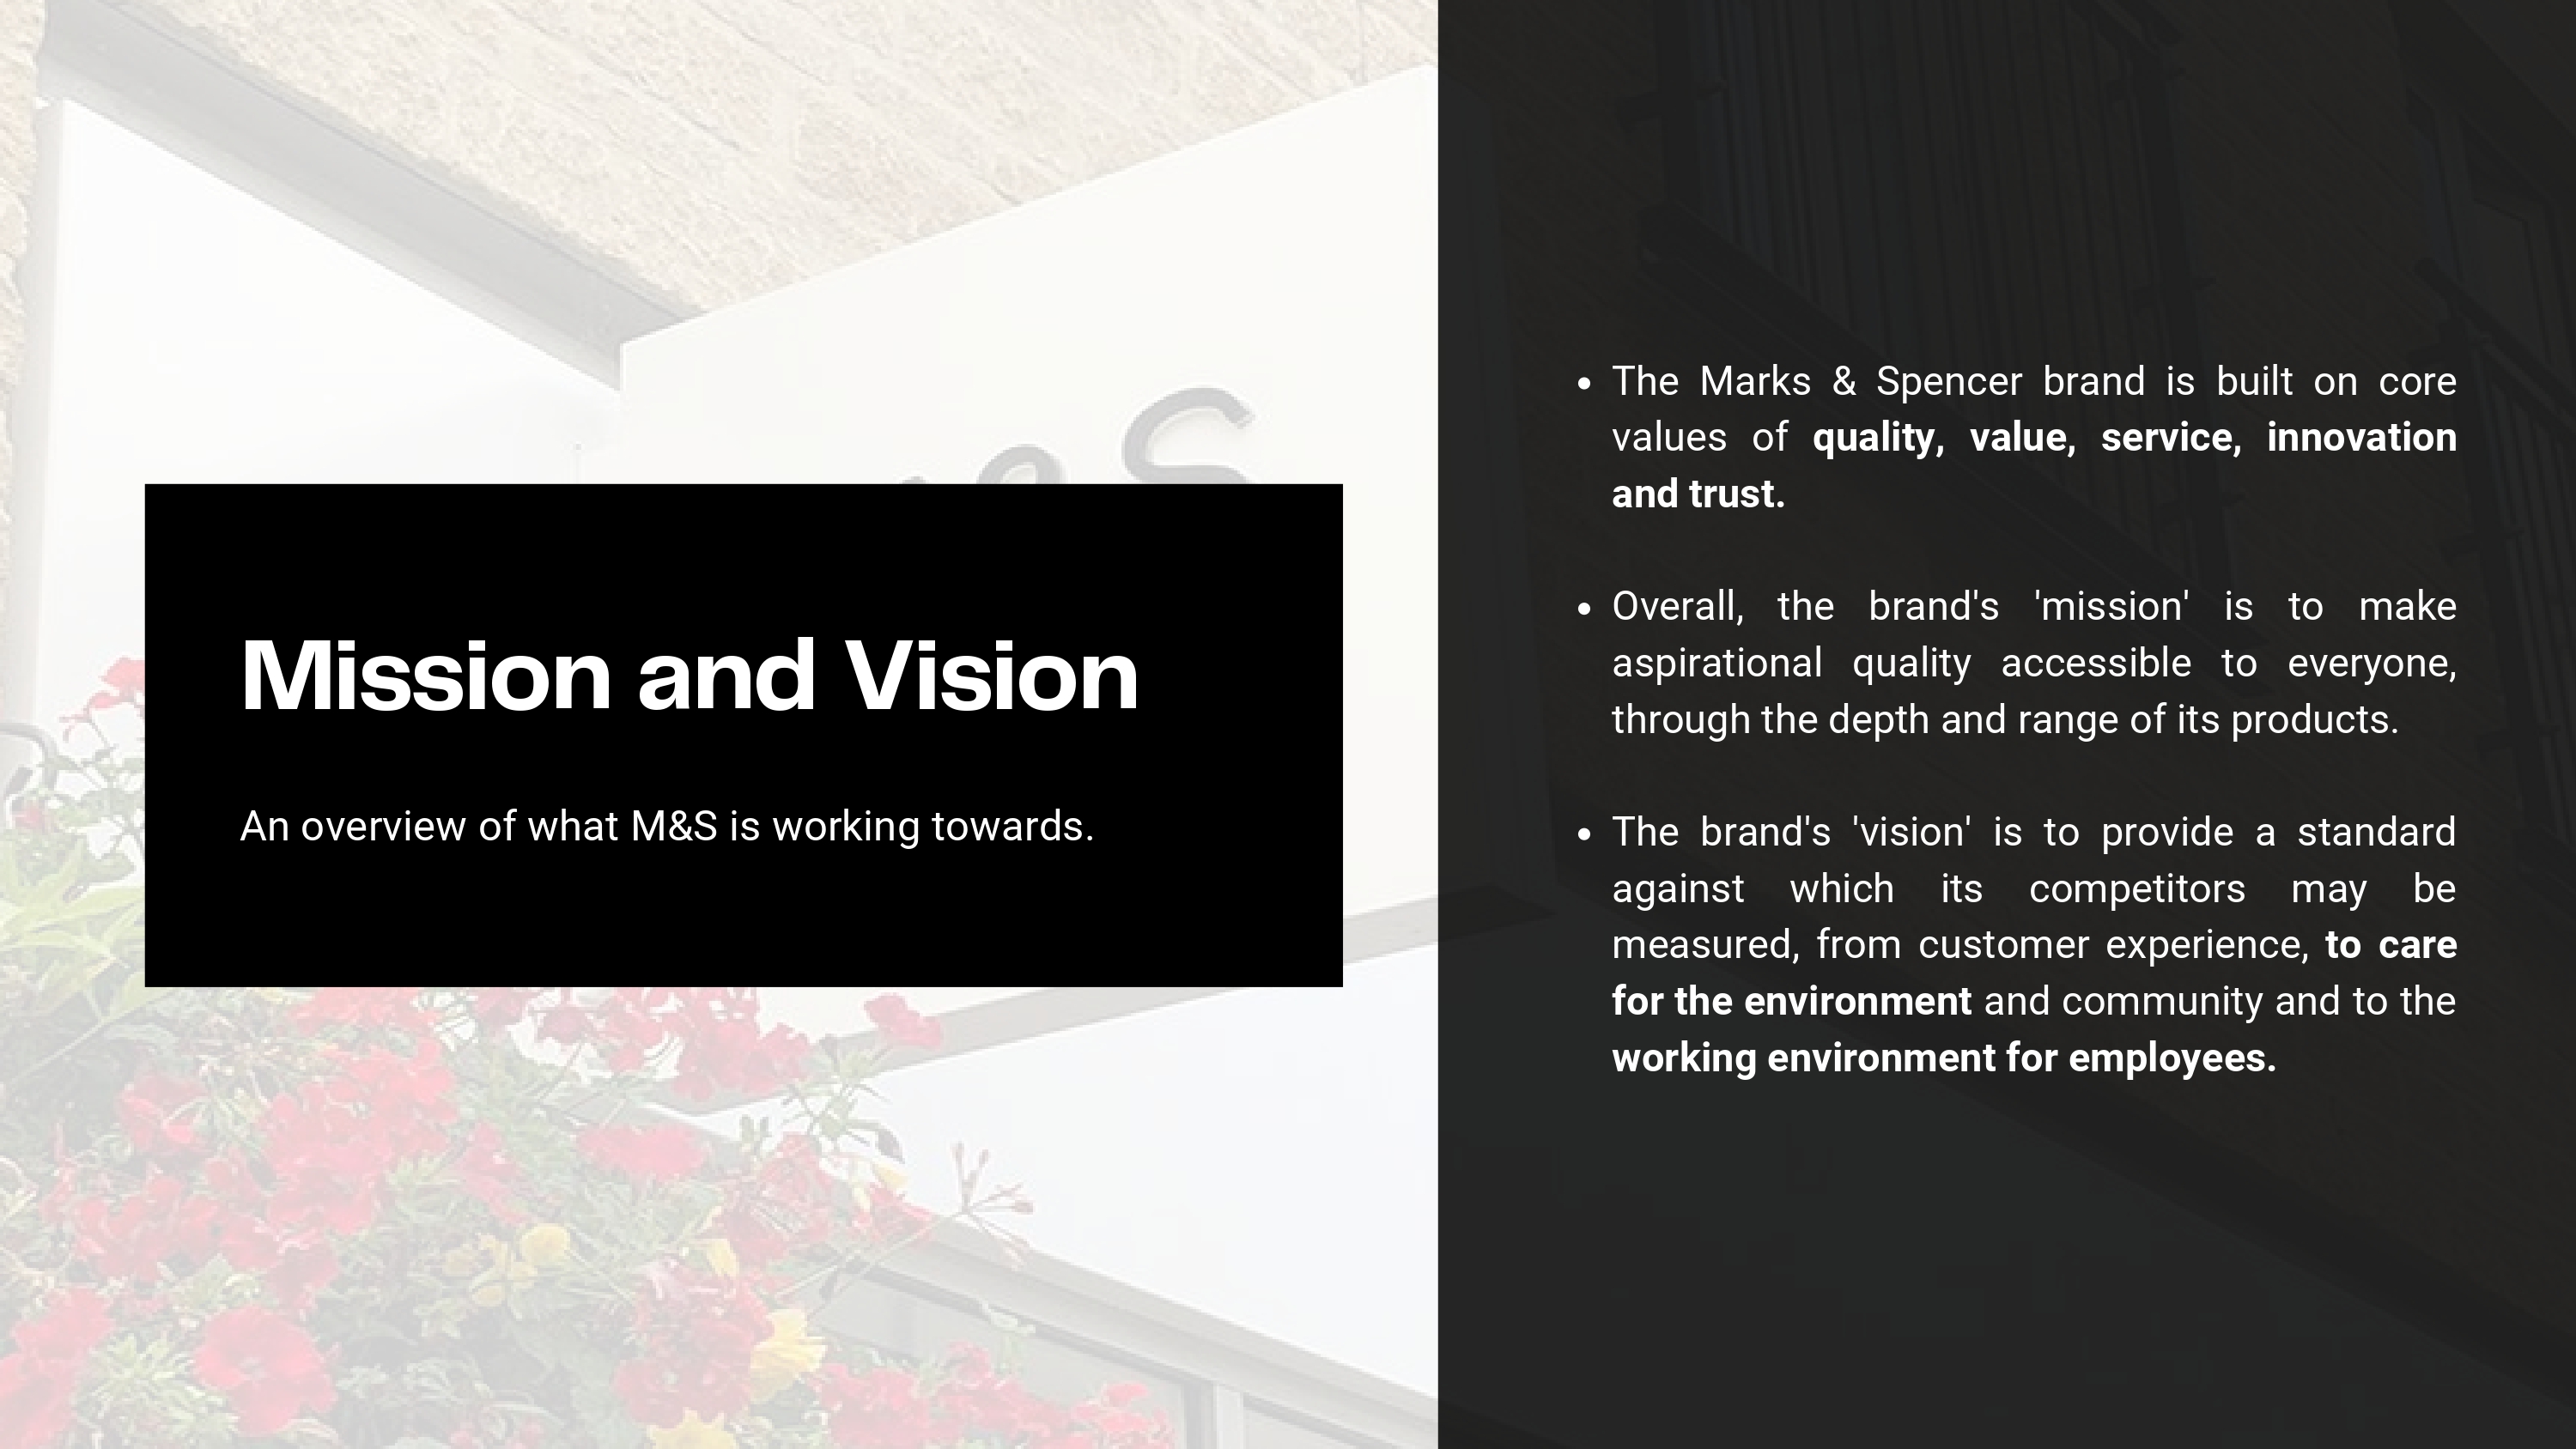 Mission and Vision
An overview of what M&S is working towards.
• The Marks & Spencer brand is built on core
values of quality, value, service, innovation
and trust.
• Overall, the brand's 'mission' is to make
aspirational quality accessible to everyone,
through the depth and range of its products.
• The brand's 'vision' is to provide a standard
against which its competitors may be
measured, from customer experience, to care
for the environment and community and to the
working environment for employees.